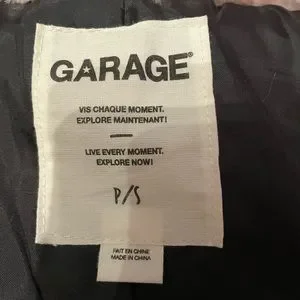 GARAGE®
VIS CHAQUE MOMENT.
EXPLORE MAINTENANT!
LIVE EVERY MOMENT.
EXPLORE NOW!
P/S
FAIT EN CHINE
MADE IN CHINA